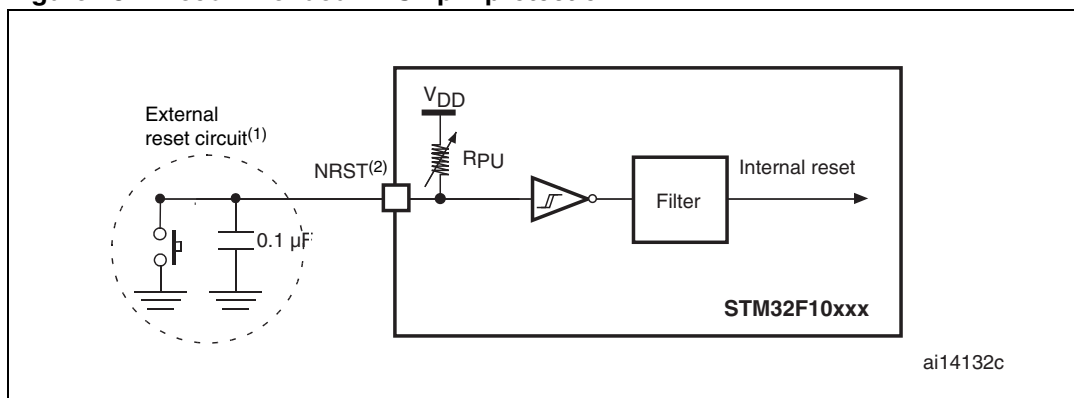 External
reset circuit(1)
NRST(2)
VDD
RPU
Filter
Internal reset
0.1 µF
STM32F10xxx
ai14132c